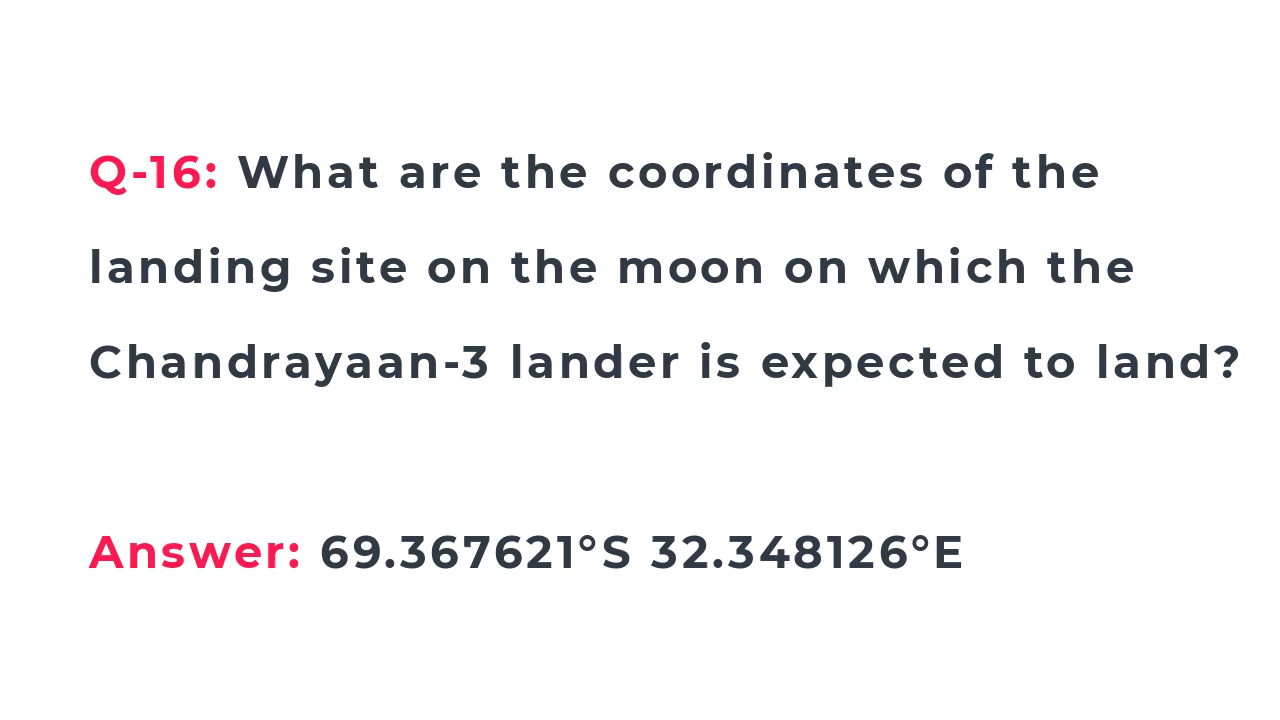 Q-16: What are the coordinates of the
landing site on the moon on which the
Chandrayaan-3 lander is expected to land?
Answer: 69.367621°S 32.348126°E